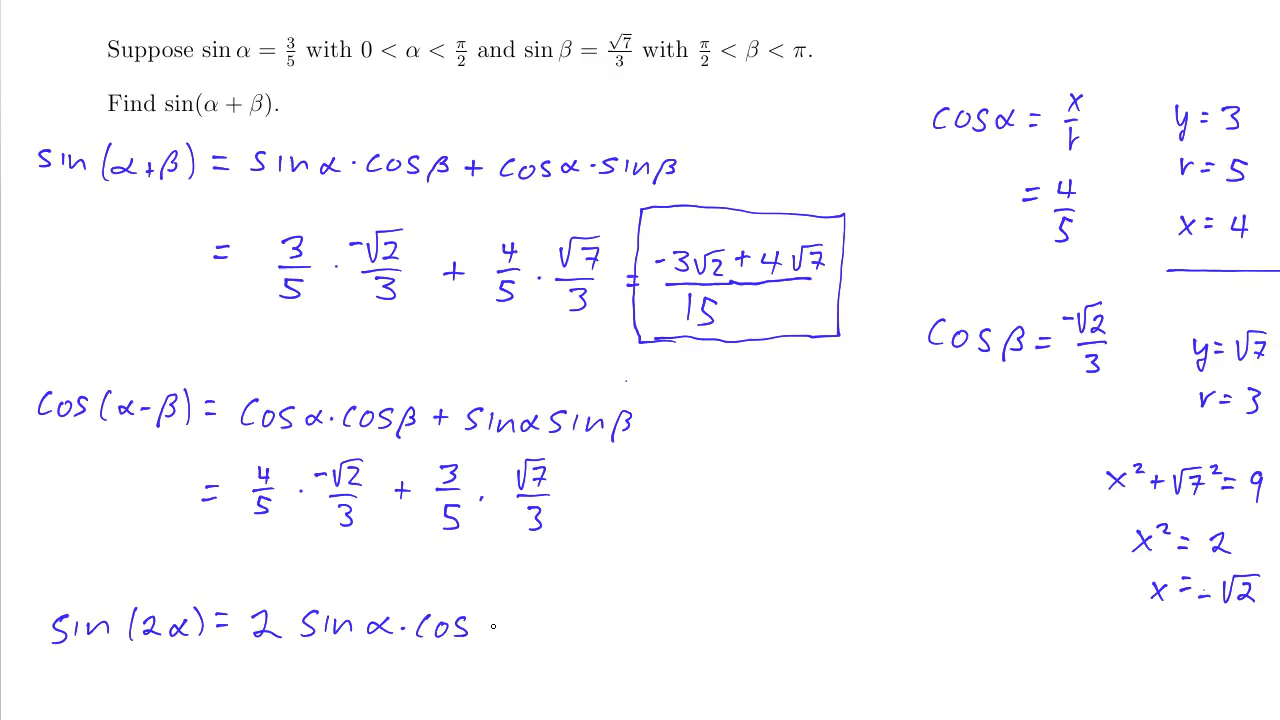 Suppose sin α = 3/5 with 0 < α < π/2 and sin β = √7/3 with π/2 < β < π.
Find sin(α + β).
sin (α+β) = sin α · cos β + cos α · sin β
= 3/5 · -√2/3 + 4/5 · √7/3 = (-3√2 + 4√7)/15
cos (α-β) = cos α · cos β + sin α sin β
= 4/5 · -√2/3 + 3/5 · √7/3
sin (2α) = 2 sin α · cos
cos α = x/r
= 4/5
y = 3
r = 5
x = 4
cos β = -√2/3
y = √7
r = 3
x² + √7² = 9
x² = 2
x = -√2